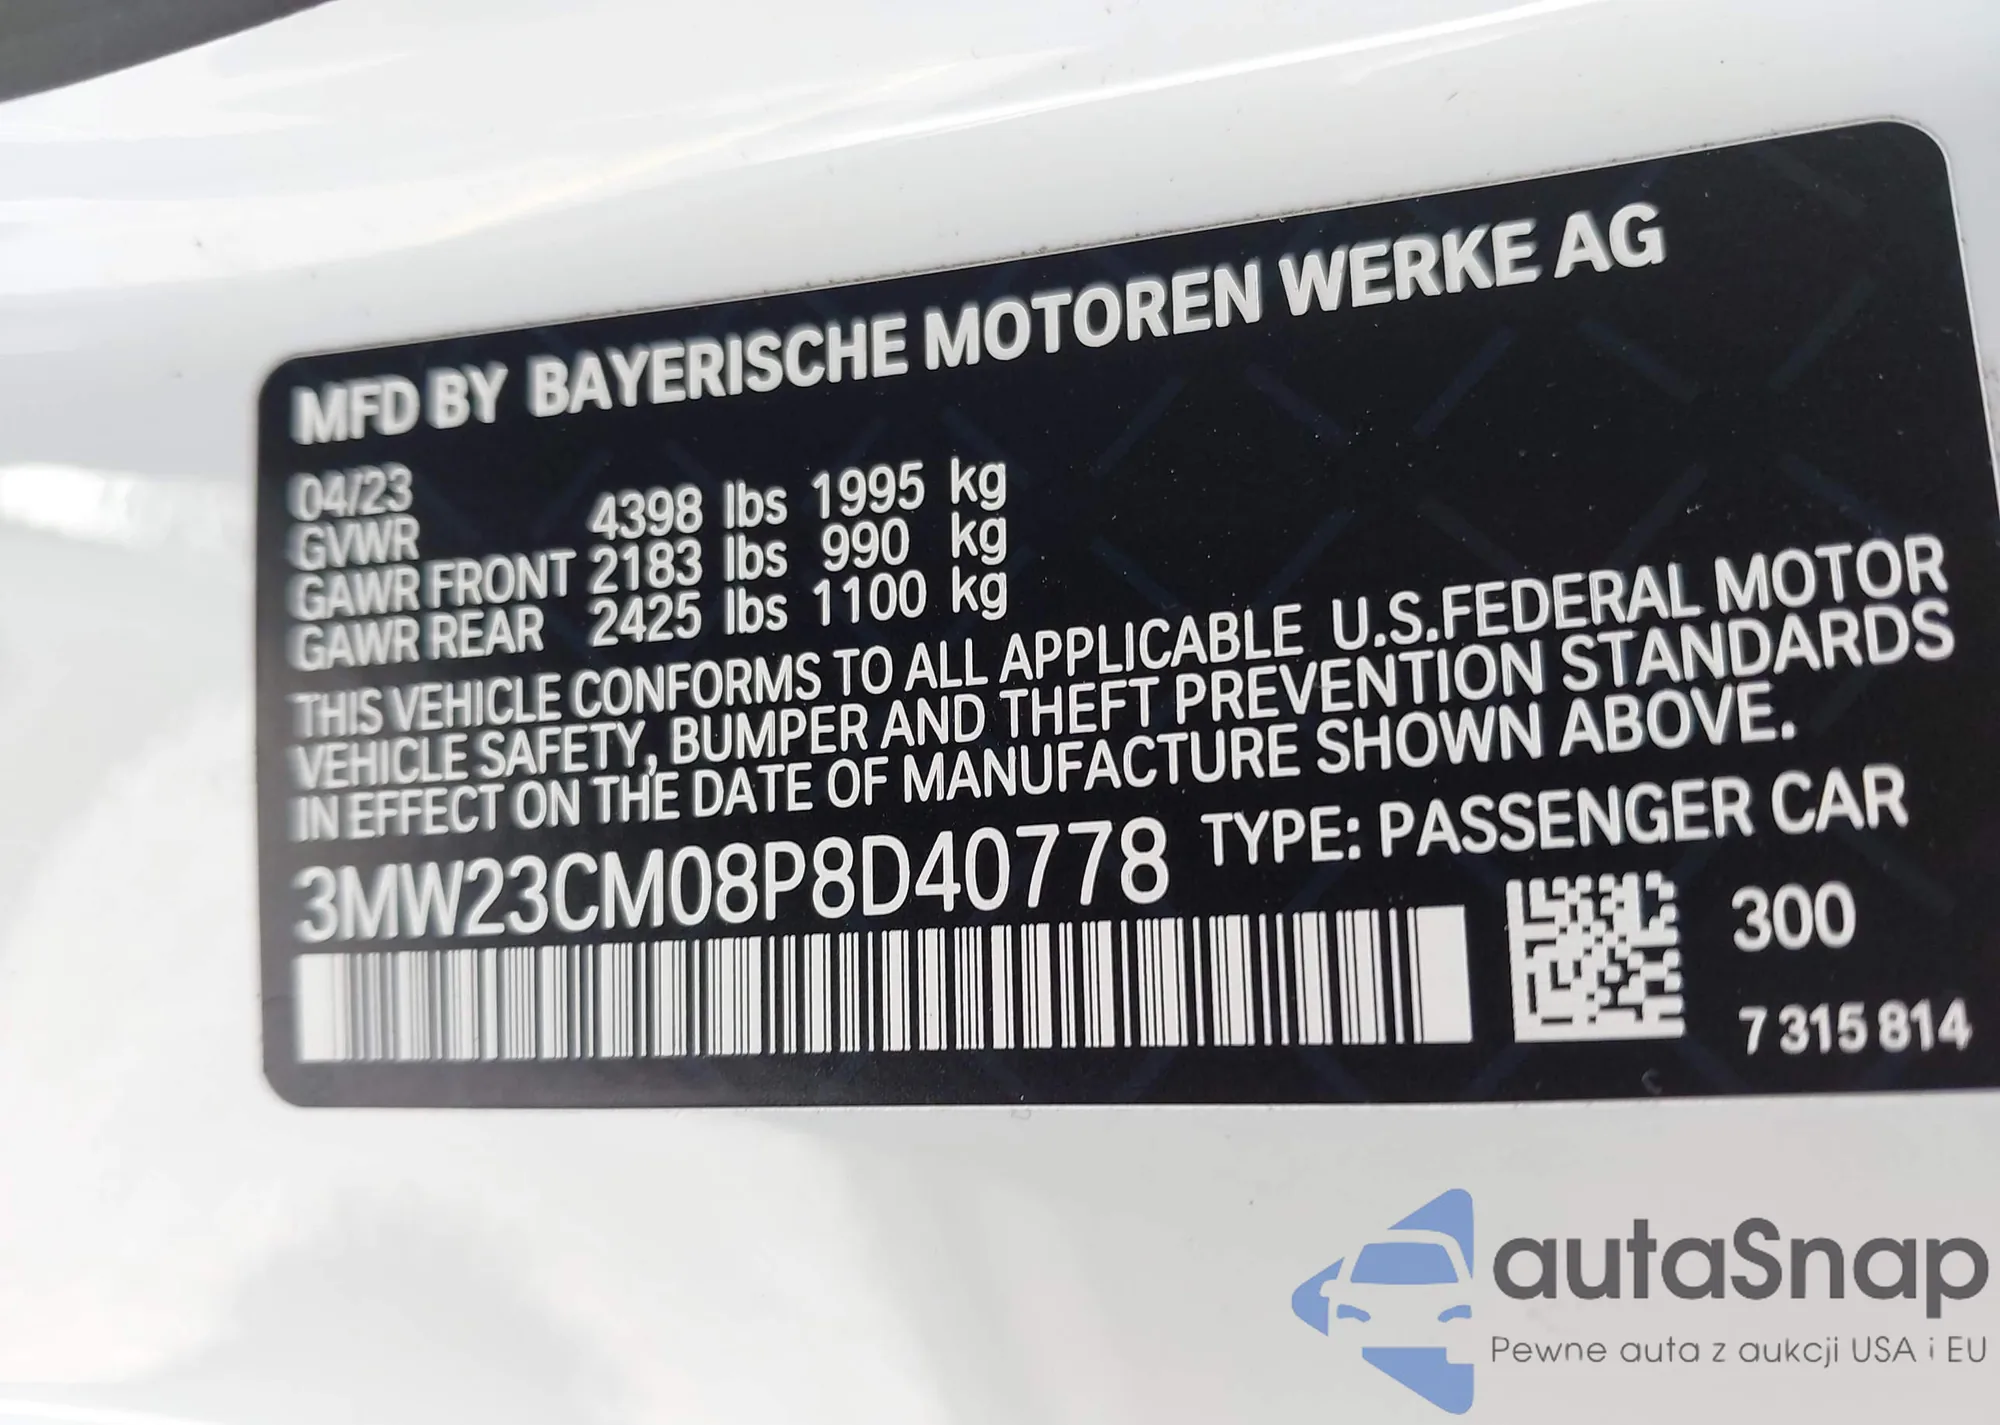 MFD BY BAYERISCHE MOTOREN WERKE AG
04/23
GVWR 4398 lbs 1995 kg
GAWR FRONT 2183 lbs 990 kg
GAWR REAR 2425 lbs 1100 kg
THIS VEHICLE CONFORMS TO ALL APPLICABLE U.S.FEDERAL MOTOR
VEHICLE SAFETY, BUMPER AND THEFT PREVENTION STANDARDS
IN EFFECT ON THE DATE OF MANUFACTURE SHOWN ABOVE.
3MW23CM08P8D40778 TYPE: PASSENGER CAR
300
7 315 814
autaSnap
Pewne auta z aukcji USA i EU